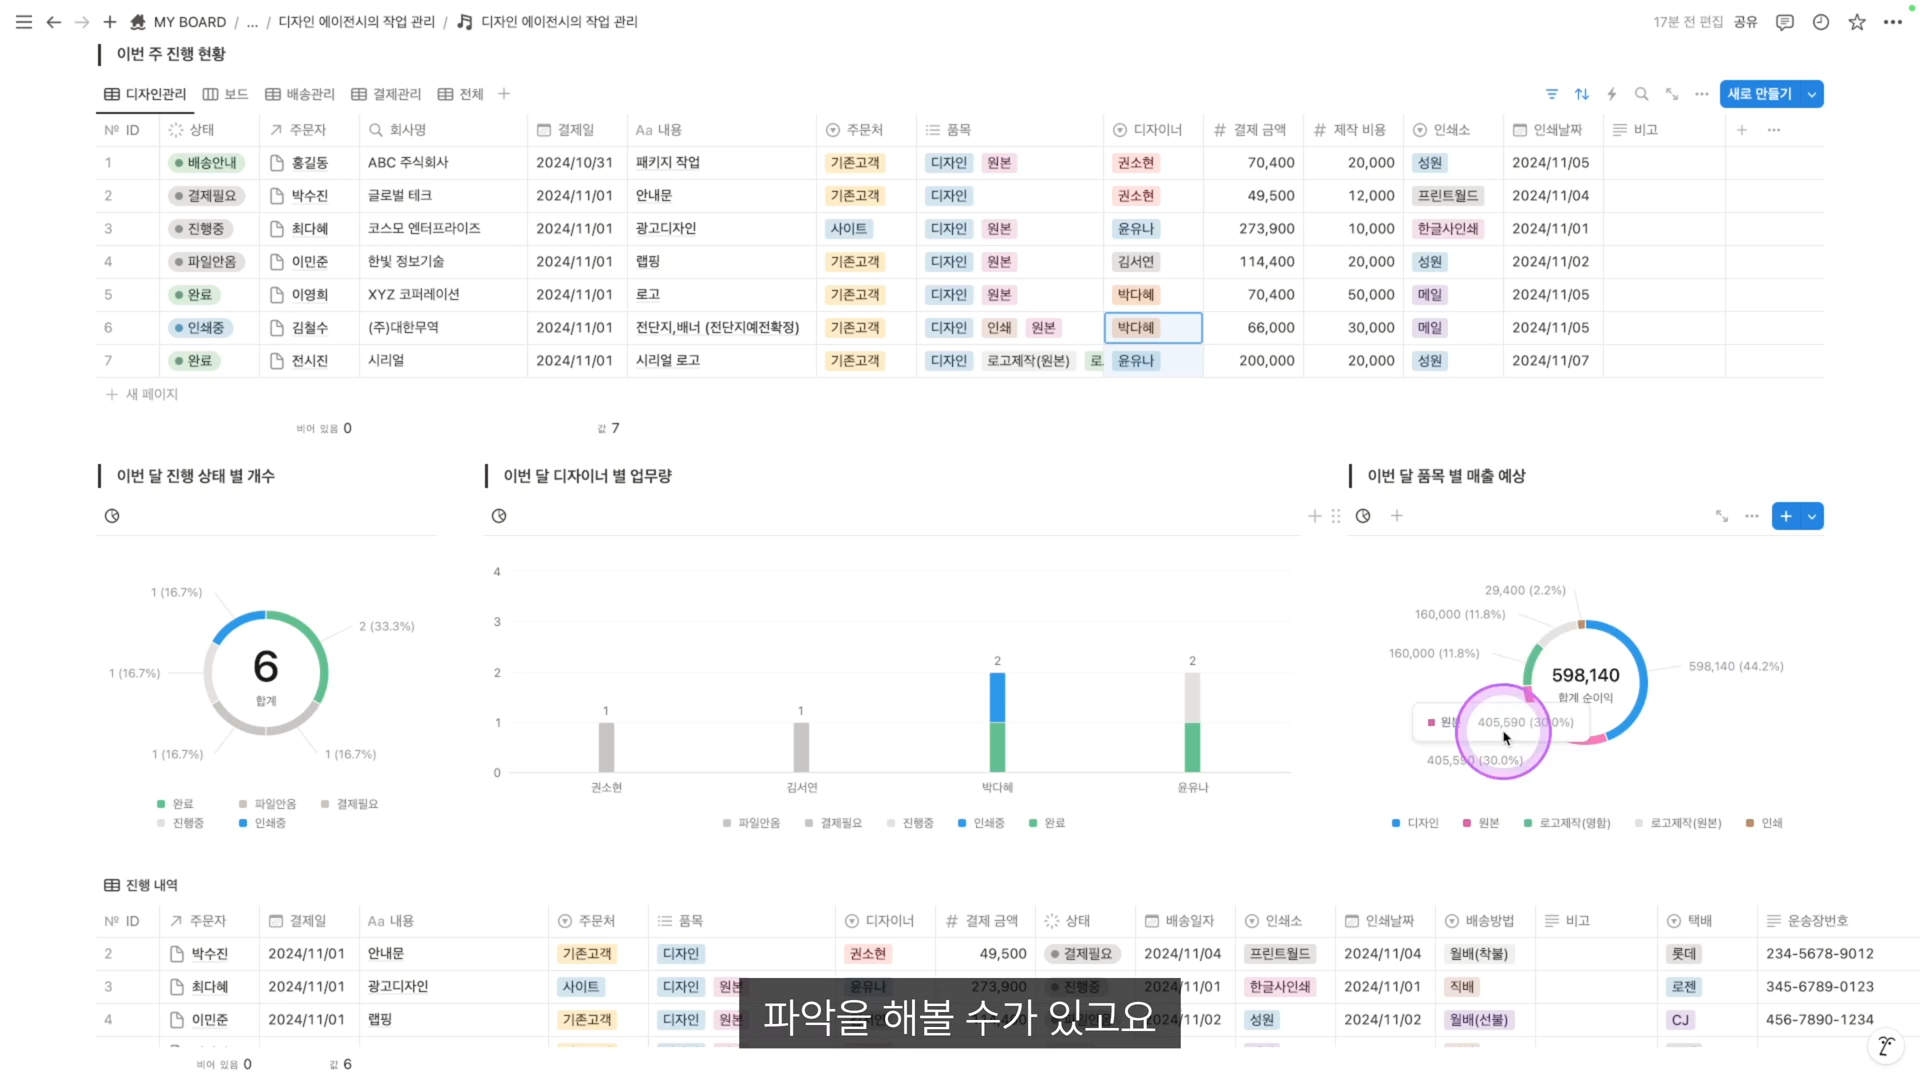 MY BOARD / ... / 디자인 에이전시의 작업 관리 / 디자인 에이전시의 작업 관리
17분 전 편집 공유
이번 주 진행 현황
디자인관리 보드 배송관리 결제관리 전체
새로 만들기
Nº ID 상태 주문자 회사명 결제일 Aa 내용 주문처 품목 디자이너 # 결제 금액 # 제작 비용 인쇄소 인쇄날짜 비고
1 배송안내 홍길동 ABC 주식회사 2024/10/31 패키지 작업 기존고객 디자인 원본 권소현 70,400 20,000 성원 2024/11/05
2 결제필요 박수진 글로벌 테크 2024/11/01 안내문 기존고객 디자인 권소현 49,500 12,000 프린트월드 2024/11/04
3 진행중 최다혜 코스모 엔터프라이즈 2024/11/01 광고디자인 사이트 디자인 원본 윤유나 273,900 10,000 한글사인쇄 2024/11/01
4 파일안옴 이민준 한빛 정보기술 2024/11/01 랩핑 기존고객 디자인 원본 김서연 114,400 20,000 성원 2024/11/02
5 완료 이영희 XYZ 코퍼레이션 2024/11/01 로고 기존고객 디자인 원본 박다혜 70,400 50,000 메일 2024/11/05
6 인쇄중 김철수 (주)대한무역 2024/11/01 전단지,배너 (전단지예전확정) 기존고객 디자인 인쇄 원본 박다혜 66,000 30,000 메일 2024/11/05
7 완료 전시진 시리얼 2024/11/01 시리얼 로고 기존고객 디자인 로고제작(원본) 로 윤유나 200,000 20,000 성원 2024/11/07
새 페이지
비어 있음 0 값 7
이번 달 진행 상태 별 개수
1 (16.7%)
2 (33.3%)
1 (16.7%)
6
합계
1 (16.7%)
1 (16.7%)
완료 파일안옴 결제필요
진행중 인쇄중
이번 달 디자이너 별 업무량
4
3
2
1
0
1 1 2 2
권소현 김서연 박다혜 윤유나
파일안옴 결제필요 진행중 인쇄중 완료
이번 달 품목 별 매출 예상
29,400 (2.2%)
160,000 (11.8%)
160,000 (11.8%)
598,140 (44.2%)
598,140
합계 순이익
원본 405,590 (30.0%)
405,590 (30.0%)
디자인 원본 로고제작(명함) 로고제작(원본) 인쇄
진행 내역
Nº ID 주문자 결제일 Aa 내용 주문처 품목 디자이너 # 결제 금액 상태 배송일자 인쇄소 인쇄날짜 배송방법 비고 택배 운송장번호
2 박수진 2024/11/01 안내문 기존고객 디자인 권소현 49,500 결제필요 2024/11/04 프린트월드 2024/11/04 월배(착불) 롯데 234-5678-9012
3 최다혜 2024/11/01 광고디자인 사이트 디자인 원본 윤유나 273,900 진행중 2024/11/01 한글사인쇄 2024/11/01 직배 로젠 345-6789-0123
4 이민준 2024/11/01 랩핑 기존고객 디자인 원본 2024/11/02 성원 2024/11/02 월배(선불) CJ 456-7890-1234
파악을 해볼 수가 있고요
비어 있음 0 값 6